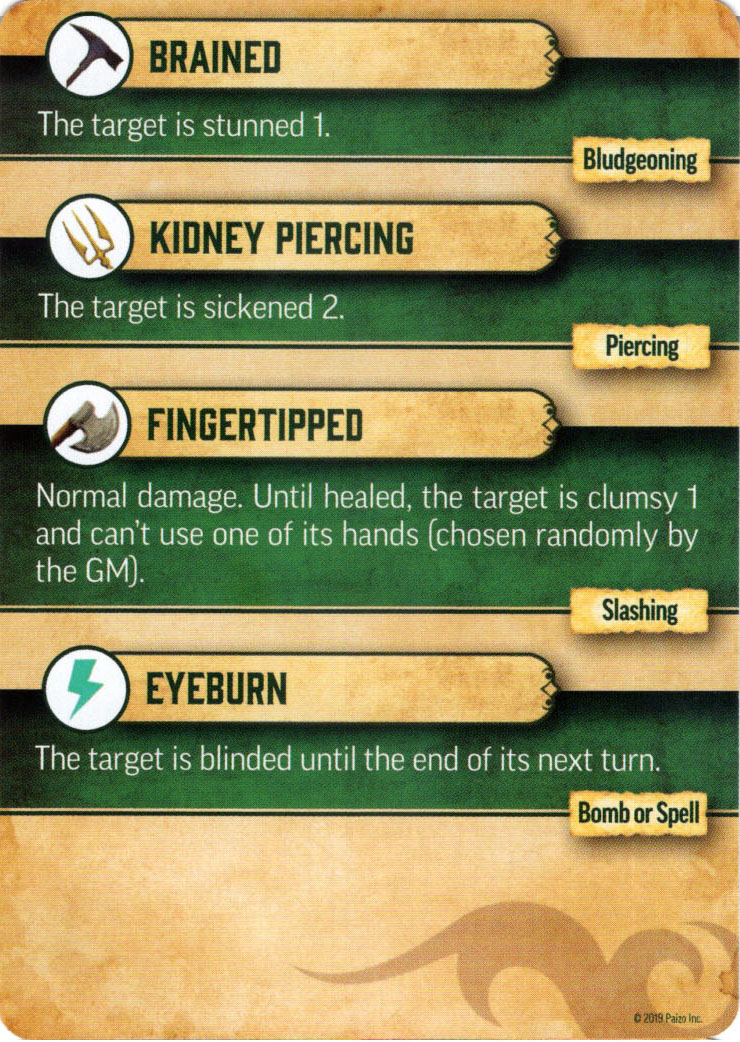 BRAINED
The target is stunned 1.
Bludgeoning
KIDNEY PIERCING
The target is sickened 2.
Piercing
FINGERTIPPED
Normal damage. Until healed, the target is clumsy 1
and can't use one of its hands (chosen randomly by
the GM).
Slashing
EYEBURN
The target is blinded until the end of its next turn.
Bomb or Spell
© 2019 Paizo Inc.